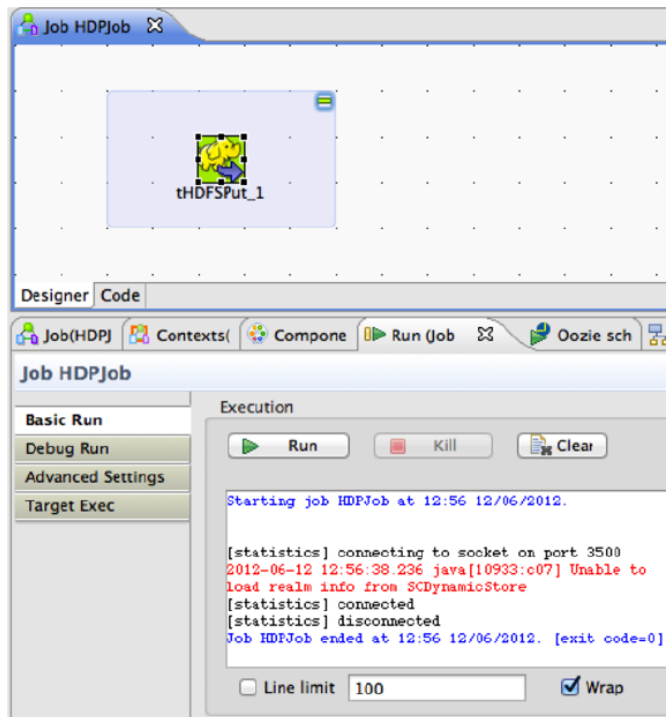 Job HDPJob
tHDFSPut_1
Designer Code
Job(HDPJ Contexts( Compone Run (Job Oozie sch
Job HDPJob
Basic Run
Debug Run
Advanced Settings
Target Exec
Execution
Run Kill Clear
Starting job HDPJob at 12:56 12/06/2012.
[statistics] connecting to socket on port 3500
2012-06-12 12:56:38.236 java[10933:c07] Unable to
load realm info from SCDynamicStore
[statistics] connected
[statistics] disconnected
Job HDPJob ended at 12:56 12/06/2012. [exit code=0]
Line limit 100 Wrap